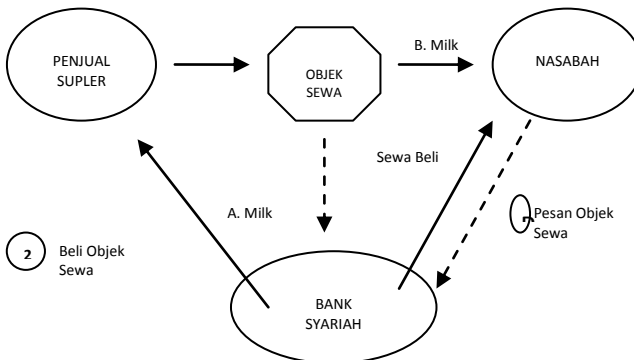 PENJUAL
SUPLER
OBJEK
SEWA
B. Milk
NASABAH
Sewa Beli
A. Milk
Pesan Objek
Sewa
2
Beli Objek
Sewa
BANK
SYARIAH